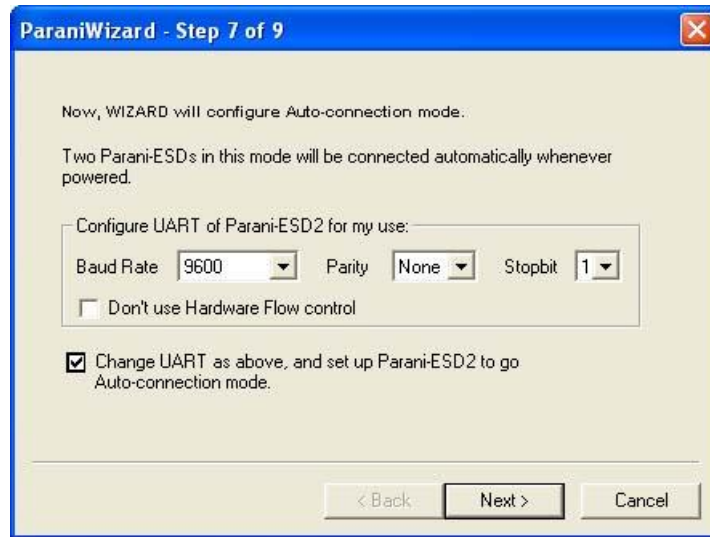 ParaniWizard - Step 7 of 9
Now, WIZARD will configure Auto-connection mode.
Two Parani-ESDs in this mode will be connected automatically whenever
powered.
Configure UART of Parani-ESD2 for my use:
Baud Rate 9600 Parity None Stopbit 1
Don't use Hardware Flow control
Change UART as above, and set up Parani-ESD2 to go
Auto-connection mode.
< Back Next > Cancel